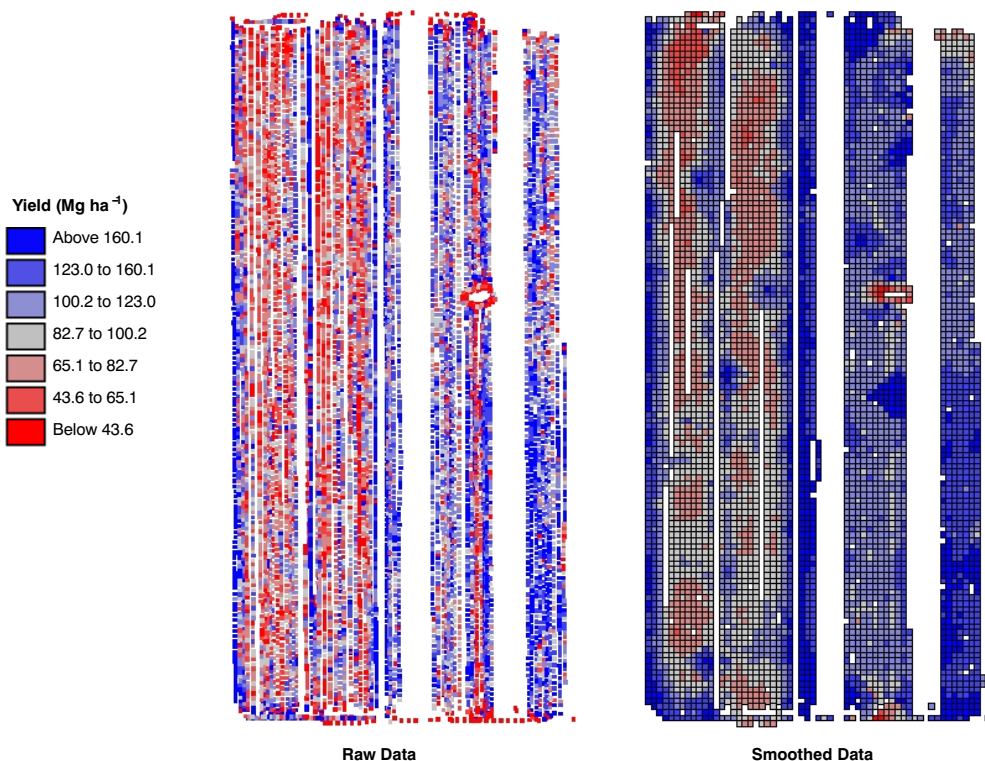 Yield (Mg ha⁻¹)
Above 160.1
123.0 to 160.1
100.2 to 123.0
82.7 to 100.2
65.1 to 82.7
43.6 to 65.1
Below 43.6
Raw Data
Smoothed Data